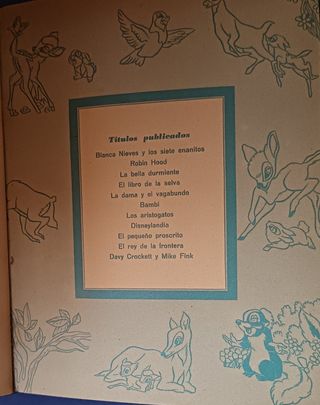 Títulos publicados
Blanca Nieves y los siete enanitos
Robin Hood
La bella durmiente
El libro de la selva
La dama y el vagabundo
Bambi
Los aristogatos
Disneylandia
El pequeño proscrito
El rey de la frontera
Davy Crockett y Mike Fink